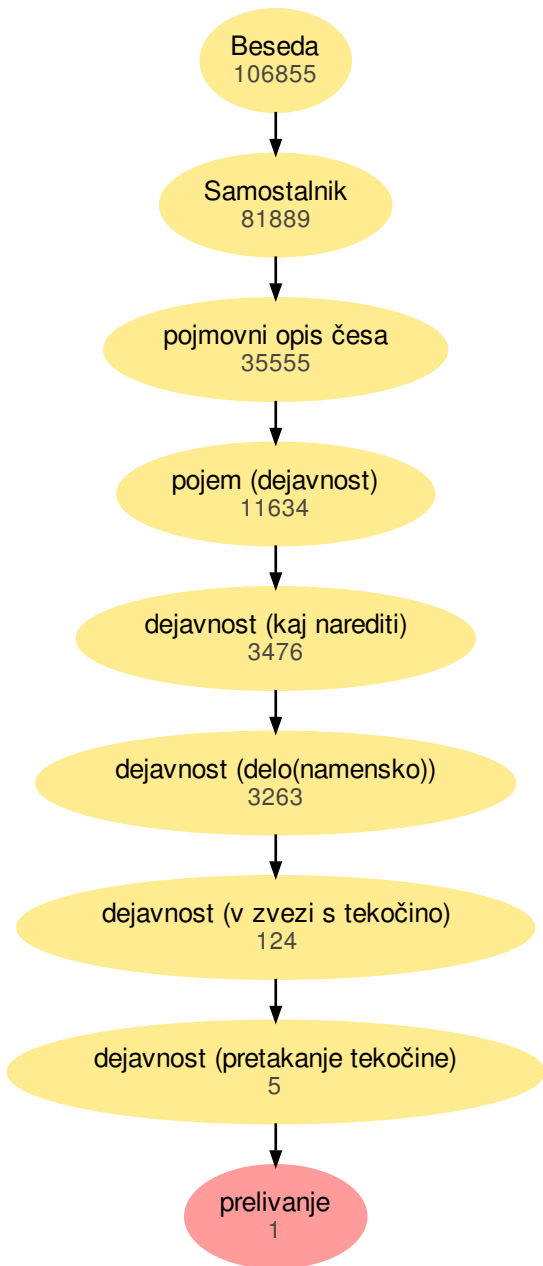 Beseda
106855
Samostalnik
81889
pojmovni opis česa
35555
pojem (dejavnost)
11634
dejavnost (kaj narediti)
3476
dejavnost (delo(namensko))
3263
dejavnost (v zvezi s tekočino)
124
dejavnost (pretakanje tekočine)
5
prelivanje
1